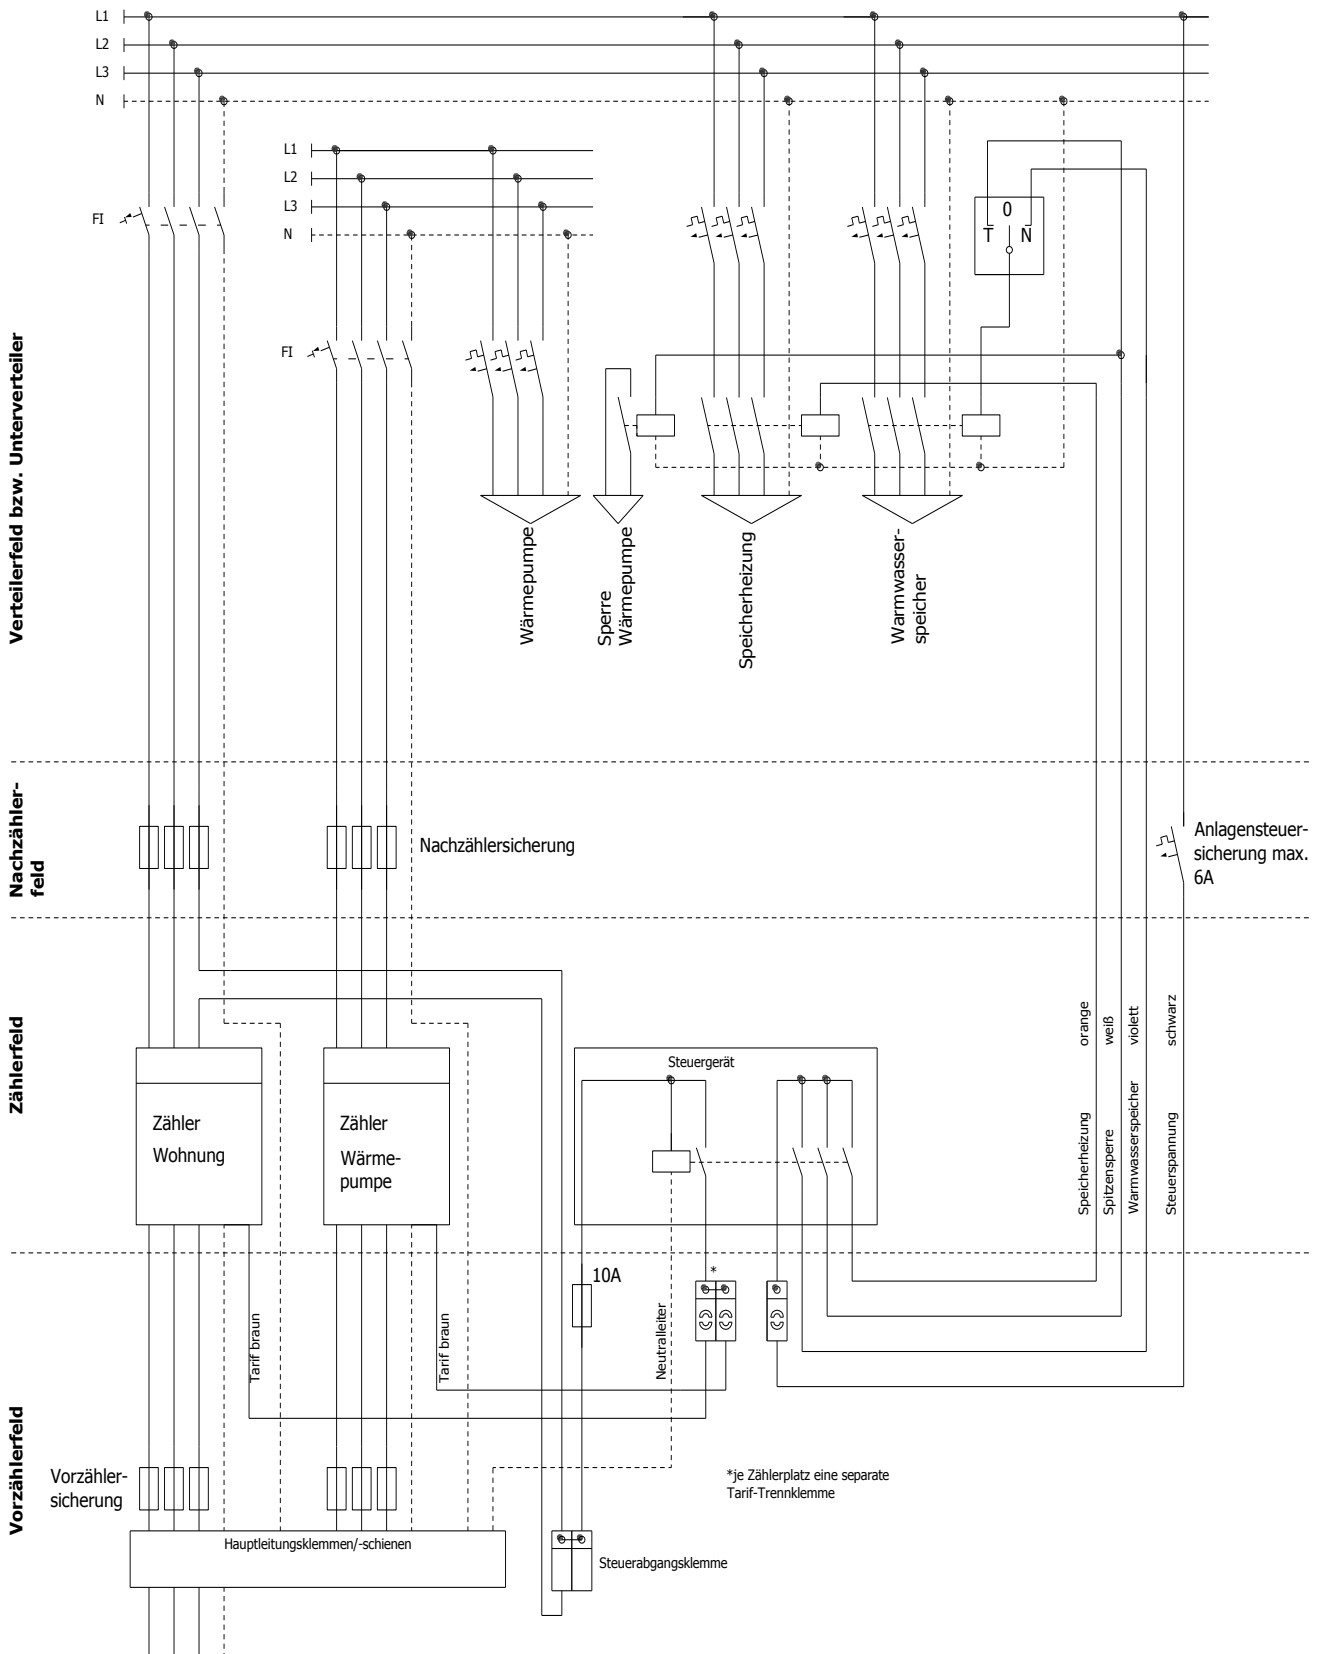 L1
L2
L3
N
L1
L2
L3
N
FI
FI
0
T N
Verteilerfeld bzw. Unterverteiler
Wärmepumpe
Sperre
Wärmepumpe
Speicherheizung
Warmwasser-
speicher
Nachzähler-
feld
Nachzählersicherung
Anlagensteuer-
sicherung max.
6A
Zählerfeld
Zähler
Wohnung
Zähler
Wärme-
pumpe
Steuergerät
Speicherheizung orange
Spitzensperre weiß
Warmwasserspeicher violett
Steuerspannung schwarz
Vorzählerfeld
10A
*
Tarif braun
Tarif braun
Neutralleiter
Vorzähler-
sicherung
*je Zählerplatz eine separate
Tarif-Trennklemme
Hauptleitungsklemmen/-schienen
Steuerabgangsklemme